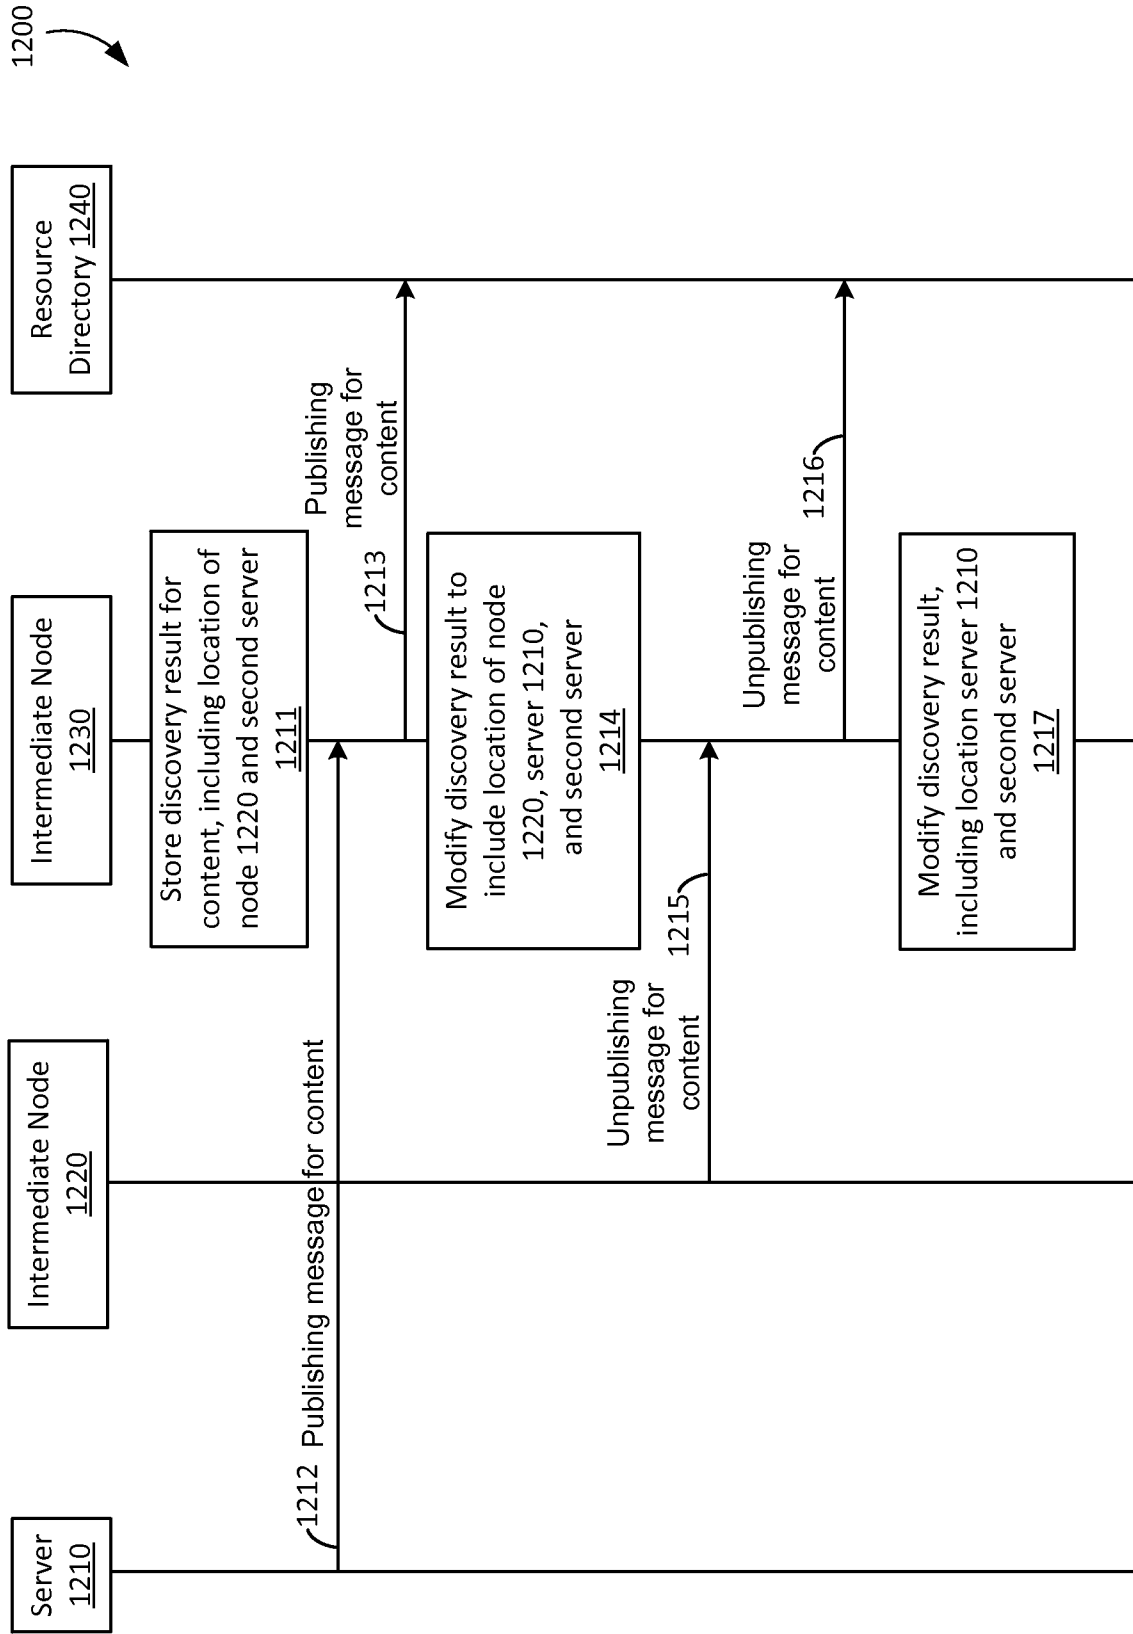 1200
Server
1210
Intermediate Node
1220
Intermediate Node
1230
Resource
Directory 1240
Store discovery result for
content, including location of
node 1220 and second server
1211
1212
Publishing message for content
Publishing
message for
content
1213
Modify discovery result to
include location of node
1220, server 1210,
and second server
1214
Unpublishing
message for
content
1215
Unpublishing
message for
content
1216
Modify discovery result,
including location server 1210
and second server
1217